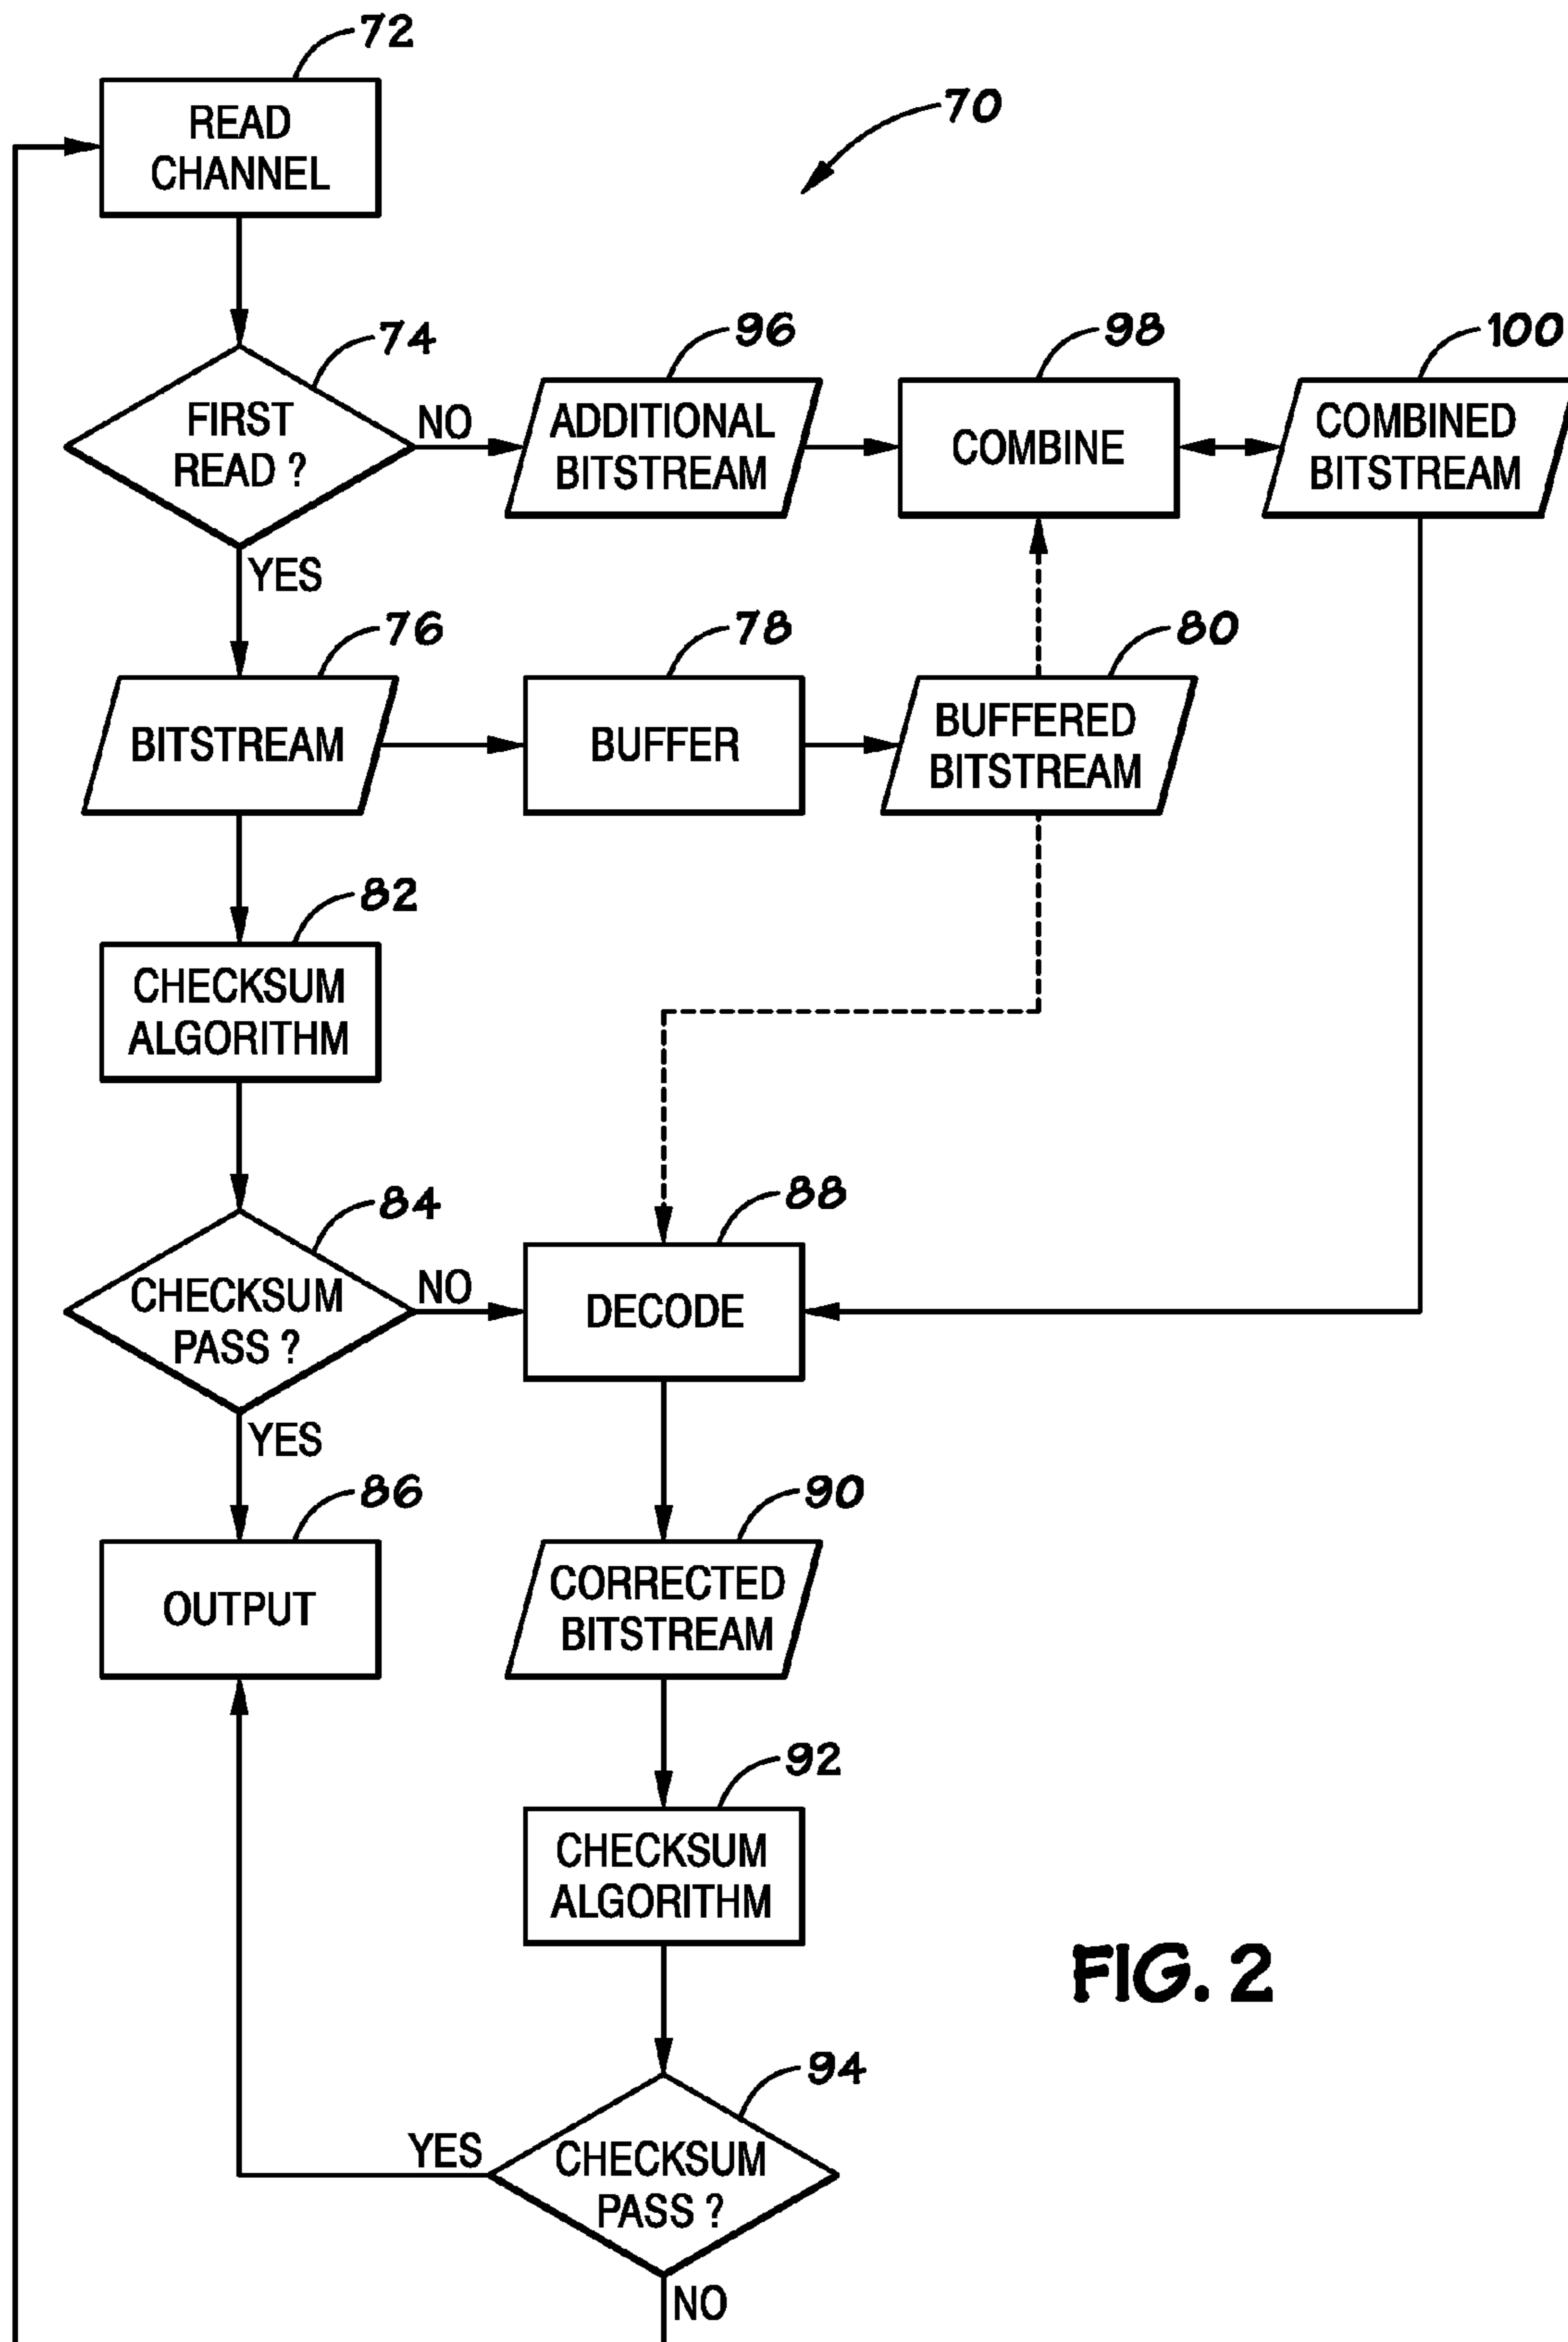 72
READ
CHANNEL
70
74
FIRST
READ ?
NO
YES
96
ADDITIONAL
BITSTREAM
98
COMBINE
100
COMBINED
BITSTREAM
76
BITSTREAM
78
BUFFER
80
BUFFERED
BITSTREAM
82
CHECKSUM
ALGORITHM
84
CHECKSUM
PASS ?
NO
YES
88
DECODE
86
OUTPUT
90
CORRECTED
BITSTREAM
92
CHECKSUM
ALGORITHM
94
CHECKSUM
PASS ?
YES
NO
FIG. 2